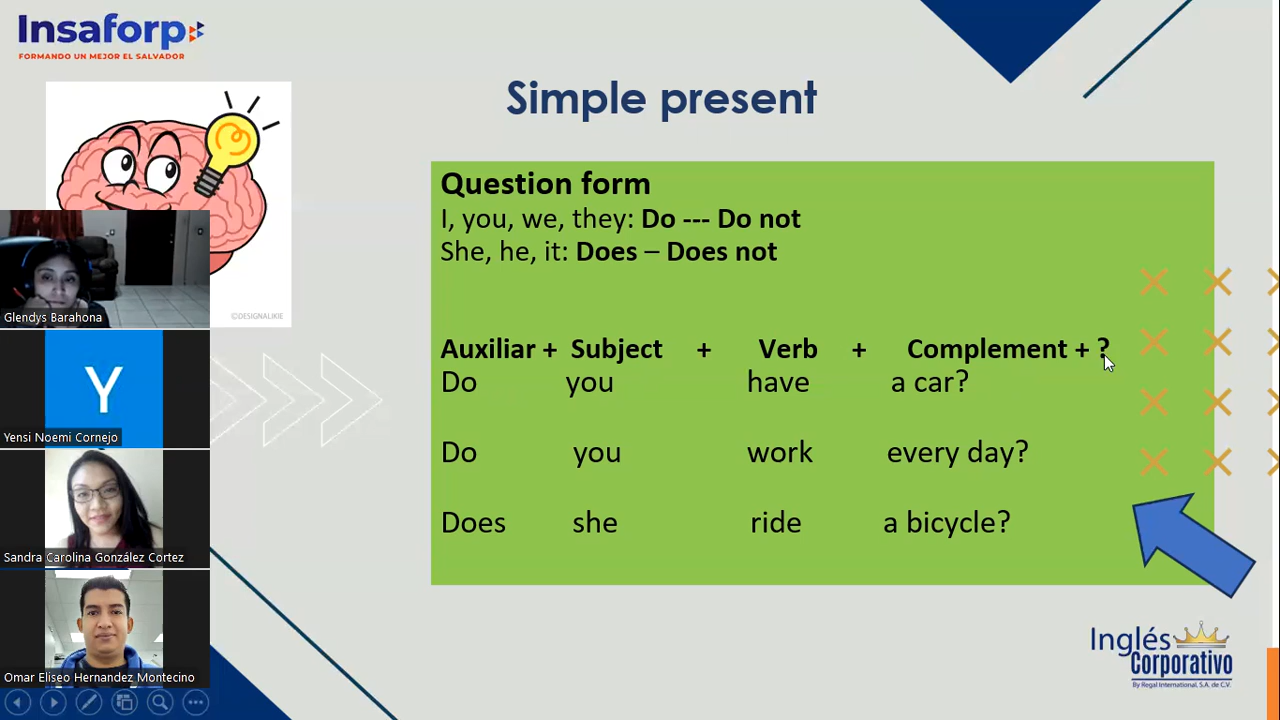 Insaforp
FORMANDO UN MEJOR EL SALVADOR
Simple present
©DESIGNALIKIE
Question form
I, you, we, they: Do --- Do not
She, he, it: Does – Does not
Auxiliar + Subject + Verb + Complement + ?
Do you have a car?
Do you work every day?
Does she ride a bicycle?
Glendys Barahona
Y
Yensi Noemi Cornejo
Sandra Carolina González Cortez
Omar Eliseo Hernandez Montecino
Inglés
Corporativo
By Regal International, S.A. de C.V.